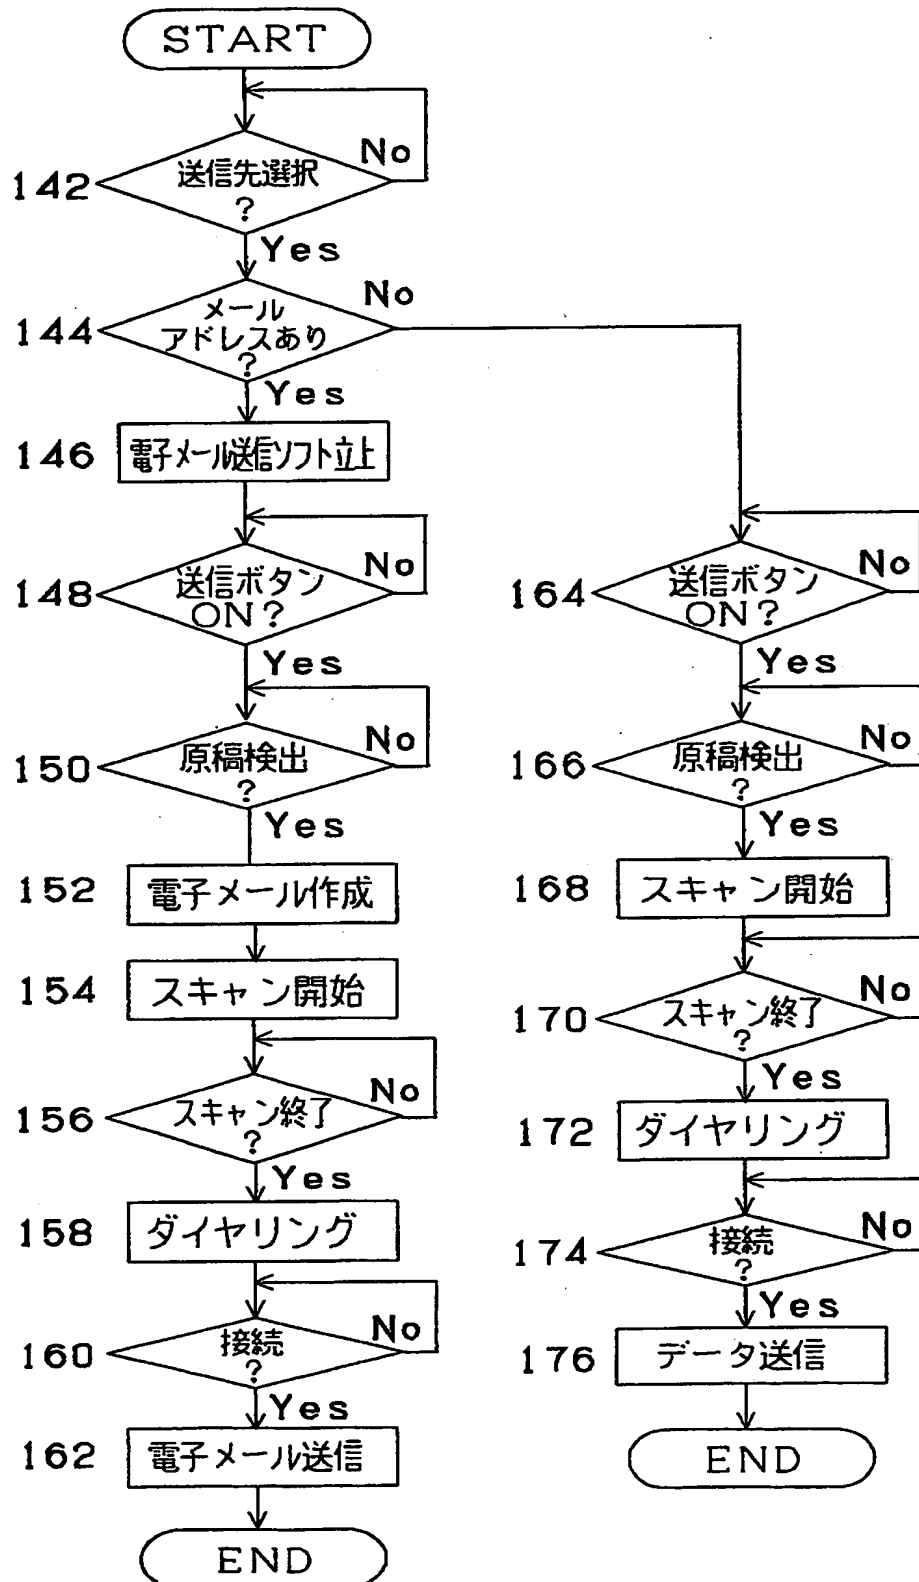 START
No
142 送信先選択
?
Yes
No
144 メール
アドレスあり
?
Yes
146 電子メール送信ソフト立上
No
148 送信ボタン
ON?
Yes
No
150 原稿検出
?
Yes
152 電子メール作成
154 スキャン開始
No
156 スキャン終了
?
Yes
158 ダイヤリング
No
160 接続
?
Yes
162 電子メール送信
END
No
164 送信ボタン
ON?
Yes
No
166 原稿検出
?
Yes
168 スキャン開始
No
170 スキャン終了
?
Yes
172 ダイヤリング
No
174 接続
?
Yes
176 データ送信
END